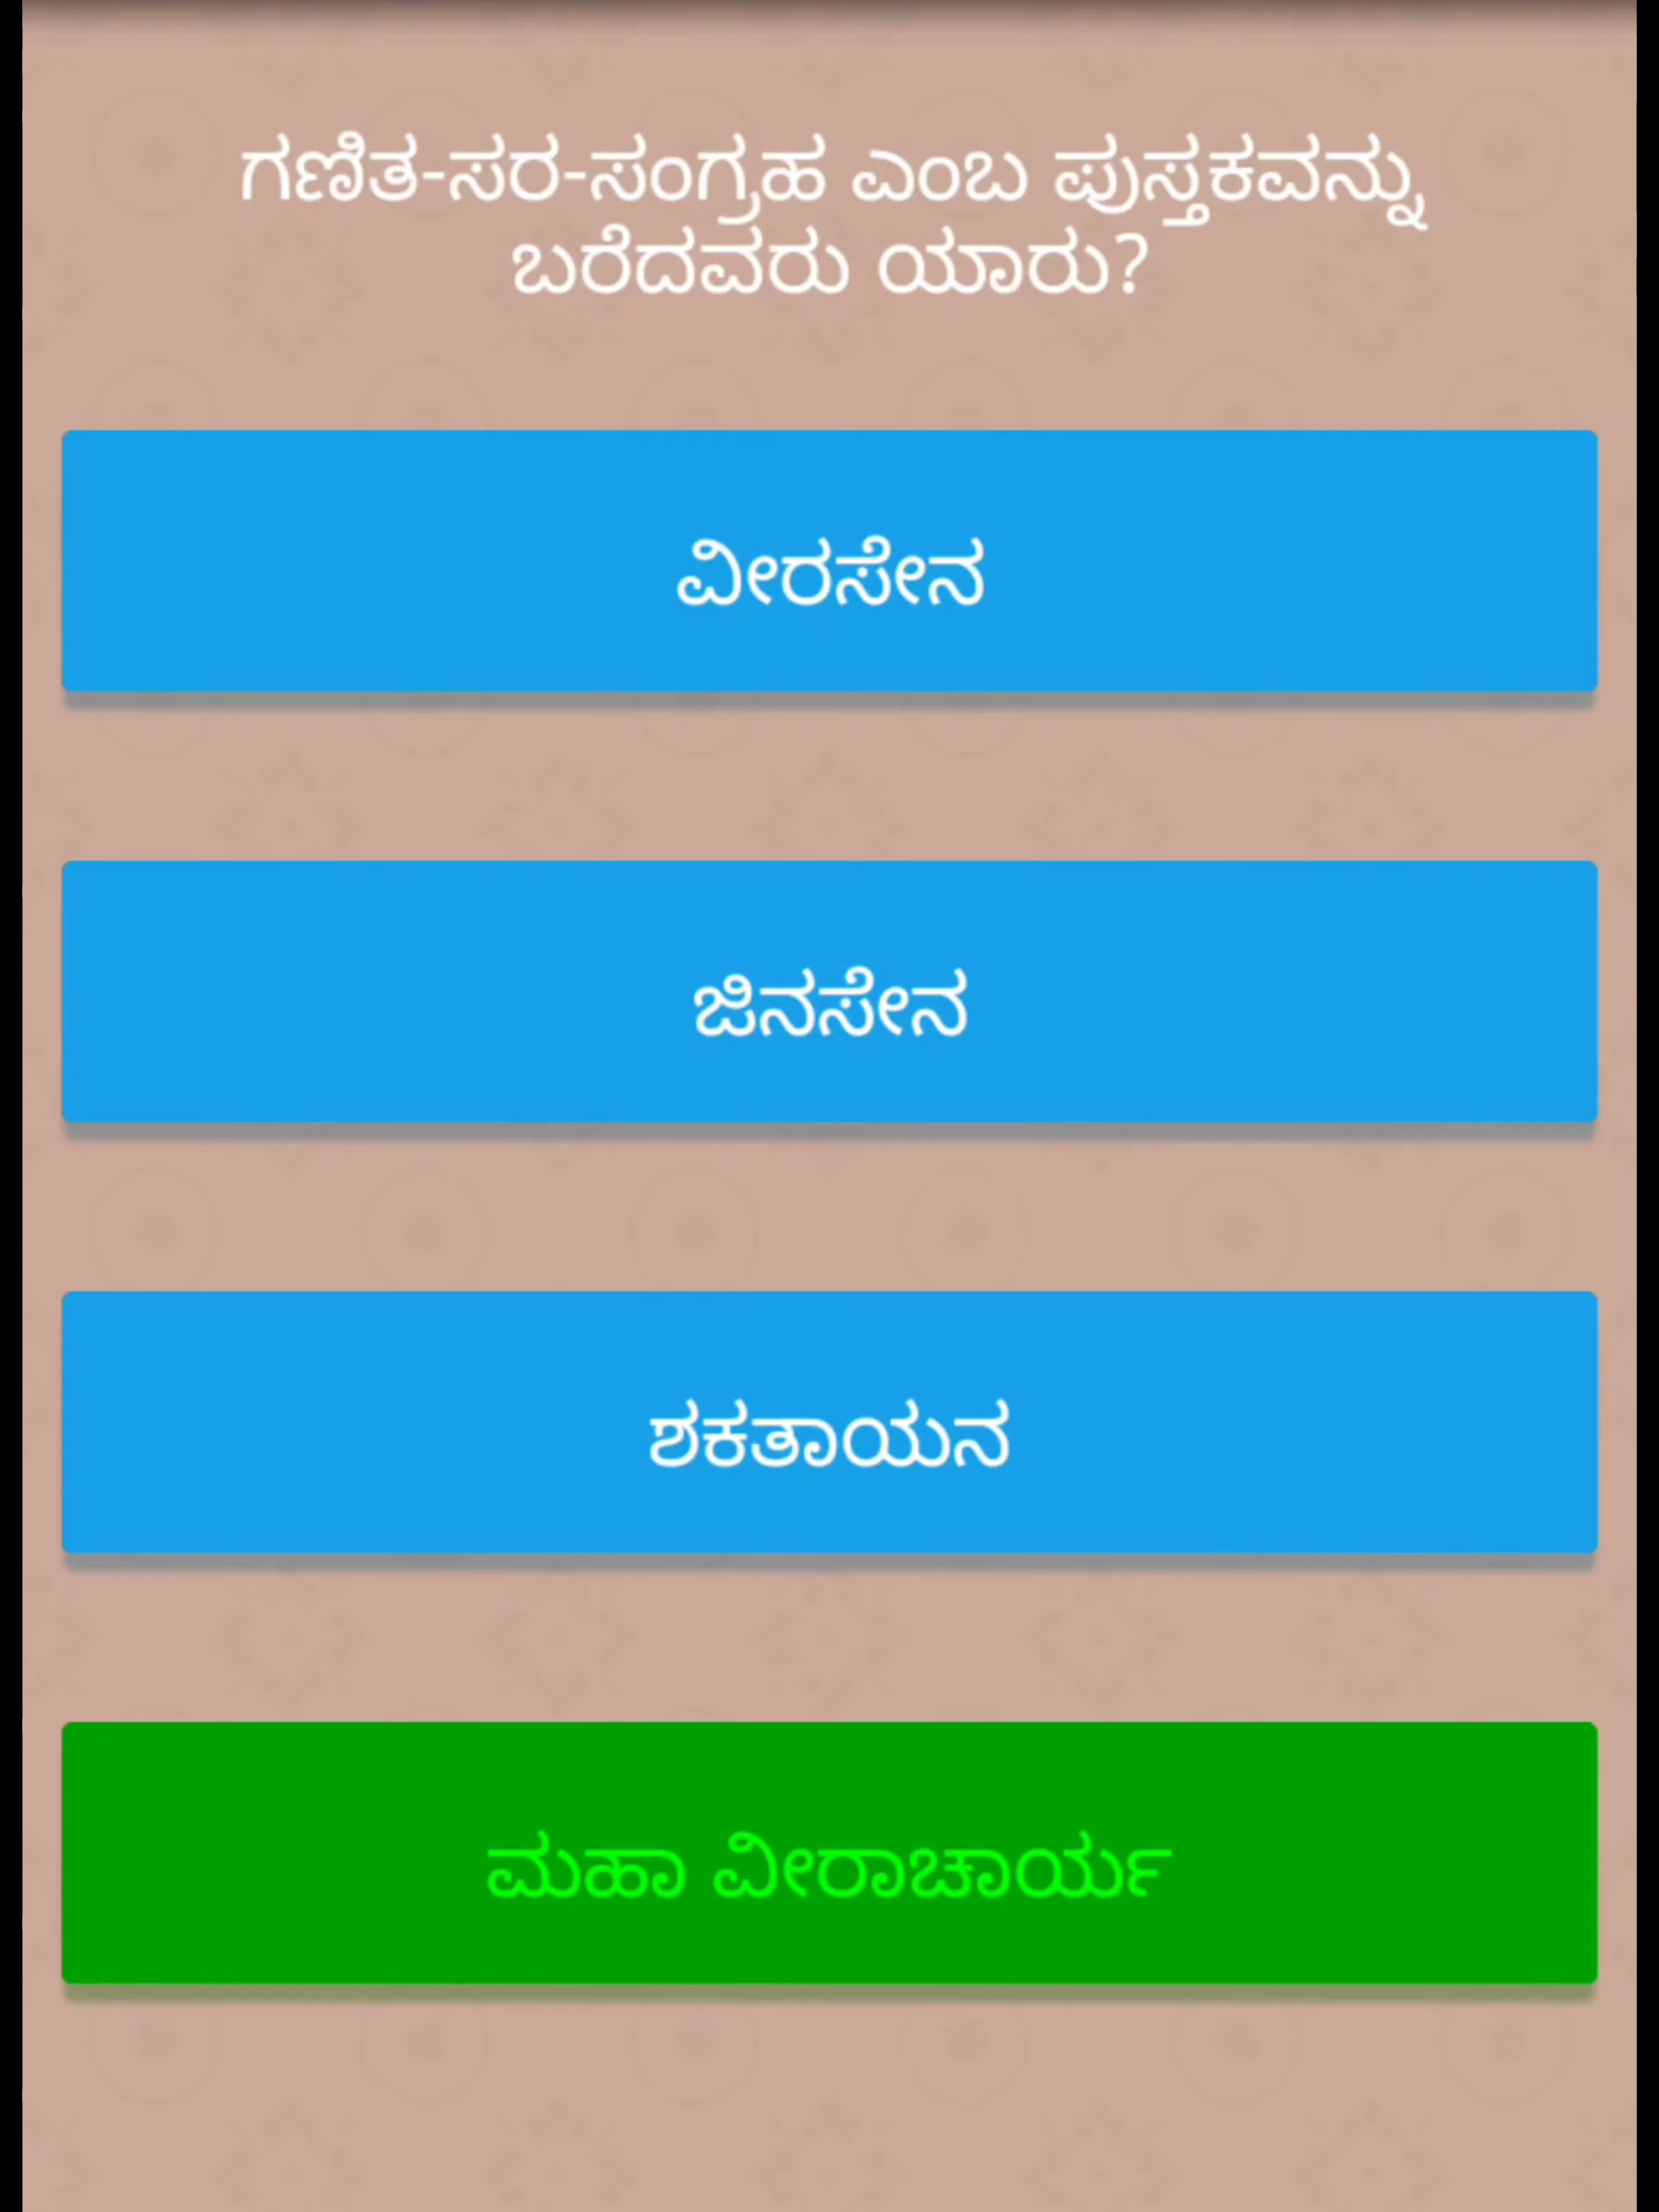 ಗಣಿತ-ಸರ-ಸಂಗ್ರಹ ಎಂಬ ಪುಸ್ತಕವನ್ನು
ಬರೆದವರು ಯಾರು?
ವೀರಸೇನ
ಜಿನಸೇನ
ಶಕತಾಯನ
ಮಹಾ ವೀರಾಚಾರ್ಯ